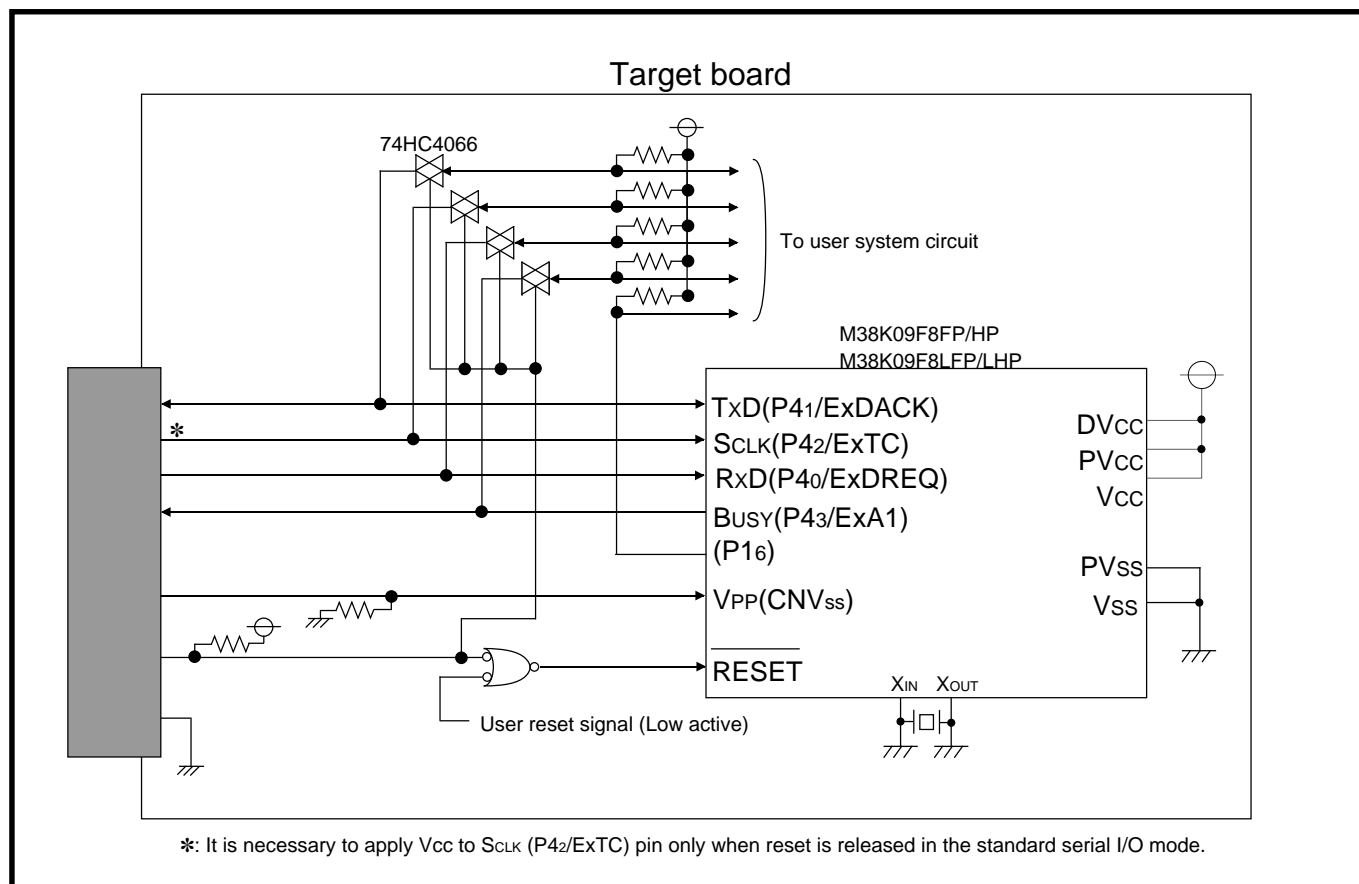 Target board
74HC4066
To user system circuit
M38K09F8FP/HP
M38K09F8LFP/LHP
TXD(P41/ExDACK)
*
SCLK(P42/ExTC)
RXD(P40/ExDREQ)
BUSY(P43/ExA1)
(P16)
VPP(CNVss)
RESET
DVCC
PVCC
VCC
PVSS
VSS
XIN XOUT
User reset signal (Low active)
*: It is necessary to apply Vcc to SCLK (P42/ExTC) pin only when reset is released in the standard serial I/O mode.